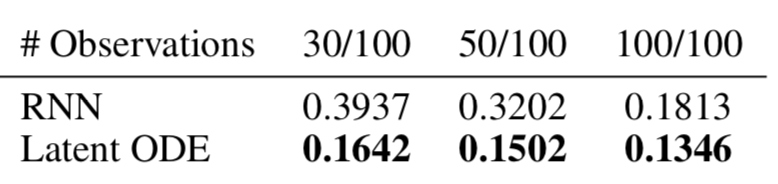 # Observations 30/100 50/100 100/100
RNN 0.3937 0.3202 0.1813
Latent ODE 0.1642 0.1502 0.1346